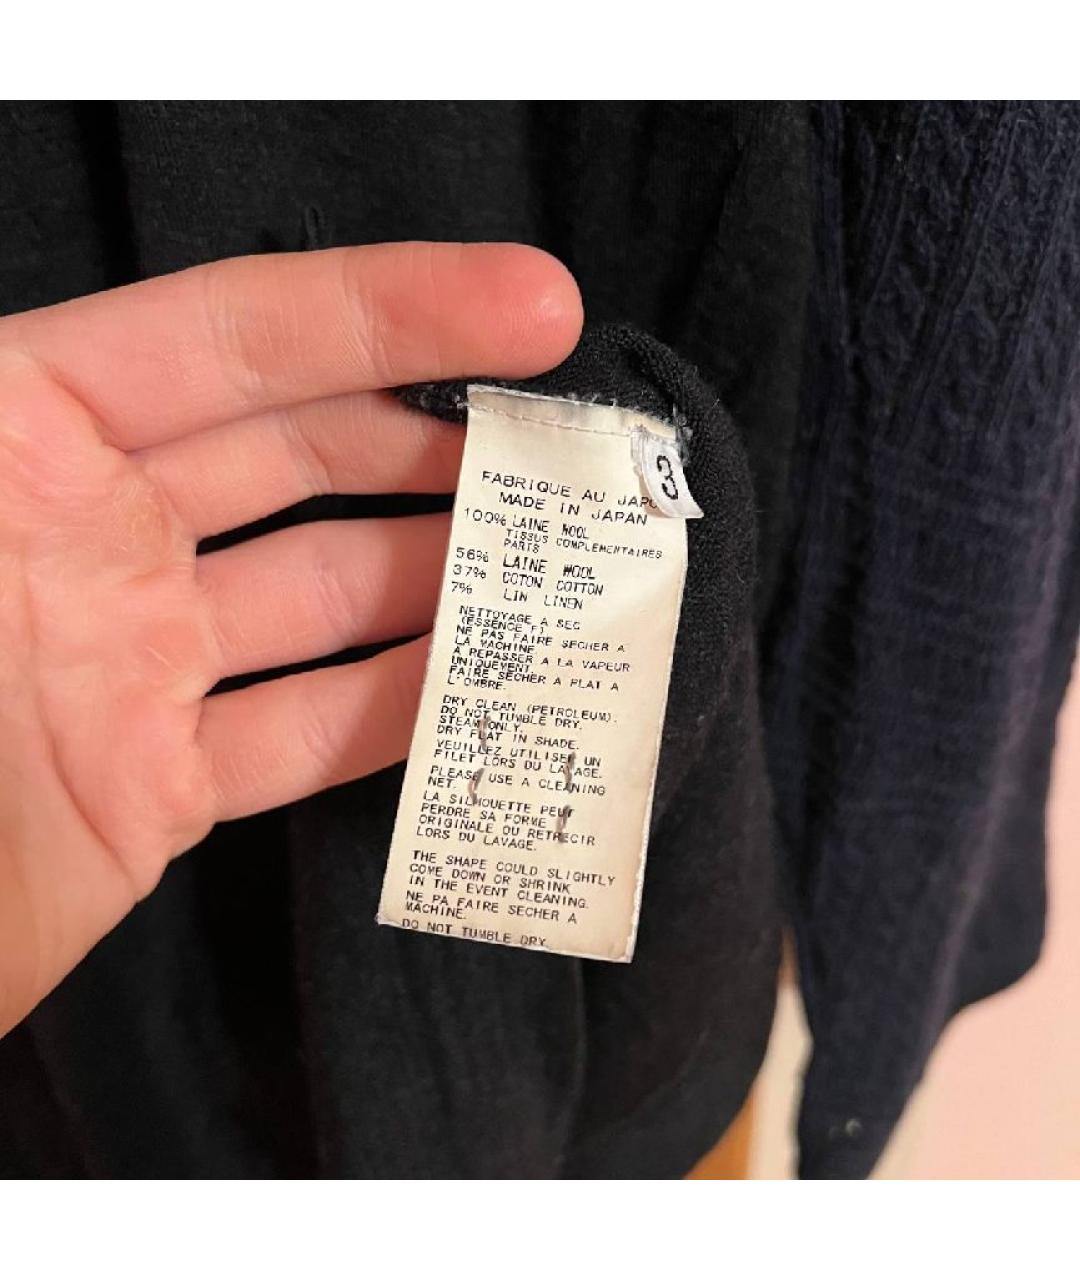 3
FABRIQUE AU JAPO
MADE IN JAPAN
100% LAINE WOOL
TISSUS COMPLEMENTAIRES
PARTS
56% LAINE WOOL
37% COTON COTTON
7% LIN LINEN
NETTOYAGE A SEC
(ESSENCE F)
NE PAS FAIRE SECHER A
LA MACHINE.
A REPASSER A LA VAPEUR
UNIQUEMENT.
FAIRE SECHER A PLAT A
L'OMBRE.
DRY CLEAN (PETROLEUM).
DO NOT TUMBLE DRY.
STEAM ONLY.
DRY FLAT IN SHADE.
VEUILLEZ UTILISER UN
FILET LORS DU LAVAGE.
PLEASE USE A CLEANING
NET.
LA SILHOUETTE PEUT
PERDRE SA FORME
ORIGINALE OU RETRECIR
LORS DU LAVAGE.
THE SHAPE COULD SLIGHTLY
COME DOWN OR SHRINK
IN THE EVENT CLEANING.
NE PA FAIRE SECHER A
MACHINE.
DO NOT TUMBLE DRY.